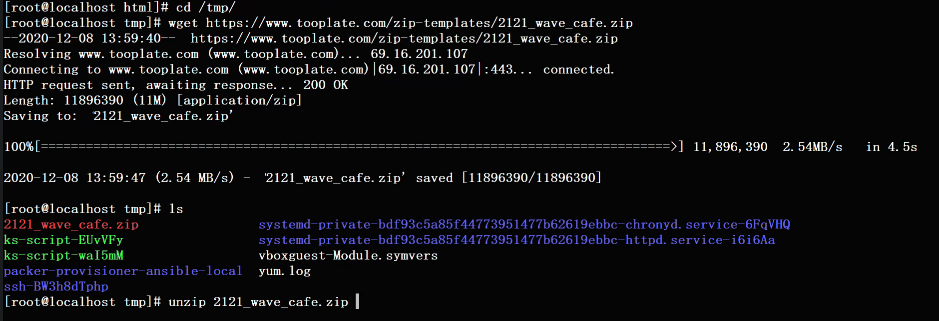 [root@localhost html]# cd /tmp/
[root@localhost tmp]# wget https://www.tooplate.com/zip-templates/2121_wave_cafe.zip
--2020-12-08 13:59:40--  https://www.tooplate.com/zip-templates/2121_wave_cafe.zip
Resolving www.tooplate.com (www.tooplate.com)... 69.16.201.107
Connecting to www.tooplate.com (www.tooplate.com)|69.16.201.107|:443... connected.
HTTP request sent, awaiting response... 200 OK
Length: 11896390 (11M) [application/zip]
Saving to: ‘2121_wave_cafe.zip’
100%[=====================================================================================>] 11,896,390  2.54MB/s   in 4.5s
2020-12-08 13:59:47 (2.54 MB/s) - ‘2121_wave_cafe.zip’ saved [11896390/11896390]
[root@localhost tmp]# ls
2121_wave_cafe.zip                 systemd-private-bdf93c5a85f44773951477b62619ebbc-chronyd.service-6FqVHQ
ks-script-EUvVFy                   systemd-private-bdf93c5a85f44773951477b62619ebbc-httpd.service-i6i6Aa
ks-script-waI5mM                   vboxguest-Module.symvers
packer-provisioner-ansible-local   yum.log
ssh-BW3h8dTphp
[root@localhost tmp]# unzip 2121_wave_cafe.zip